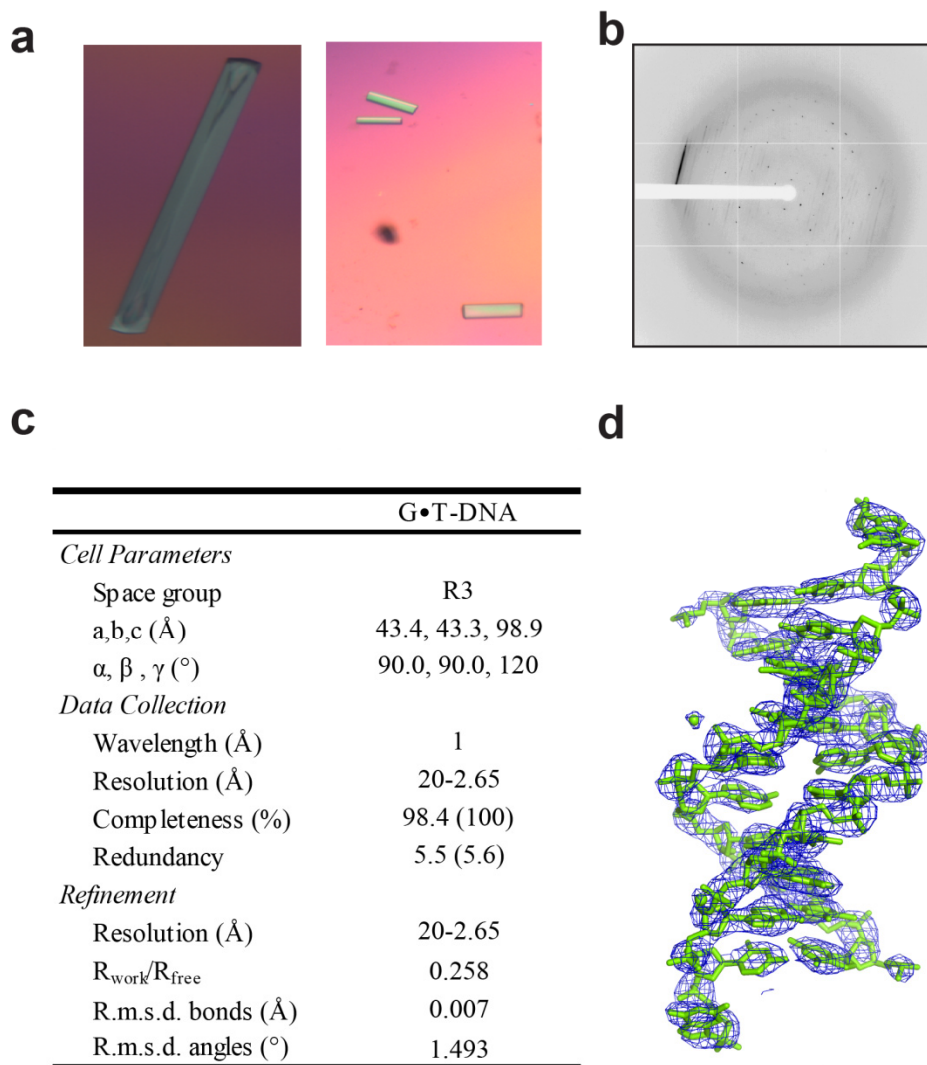 a
b
c
G•T-DNA
Cell Parameters
Space group R3
a,b,c (Å) 43.4, 43.3, 98.9
α, β , γ (°) 90.0, 90.0, 120
Data Collection
Wavelength (Å) 1
Resolution (Å) 20-2.65
Completeness (%) 98.4 (100)
Redundancy 5.5 (5.6)
Refinement
Resolution (Å) 20-2.65
Rwork/Rfree 0.258
R.m.s.d. bonds (Å) 0.007
R.m.s.d. angles (°) 1.493
d